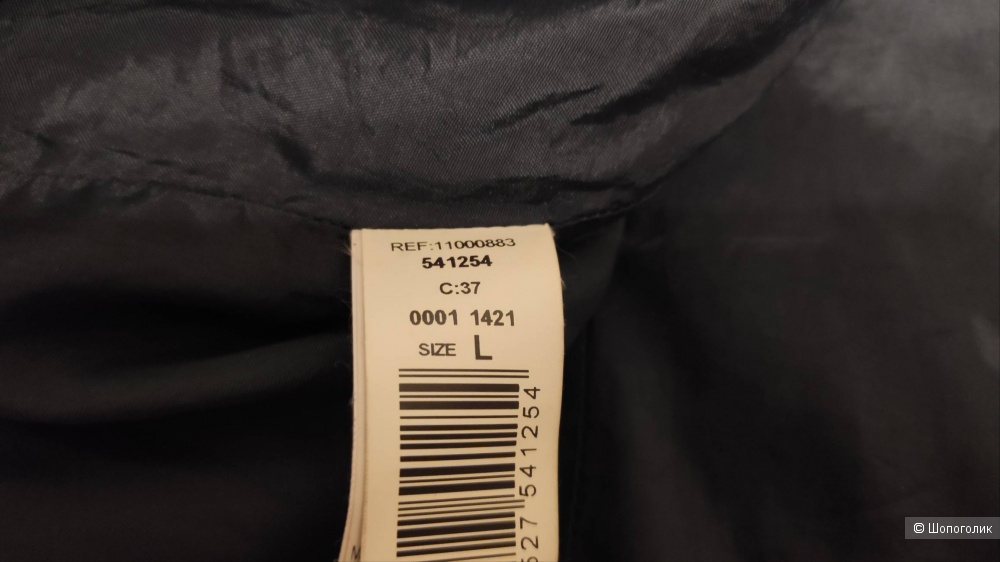 REF:11000883
541254
C:37
0001 1421
SIZE L
527 541254
© Шопоголик